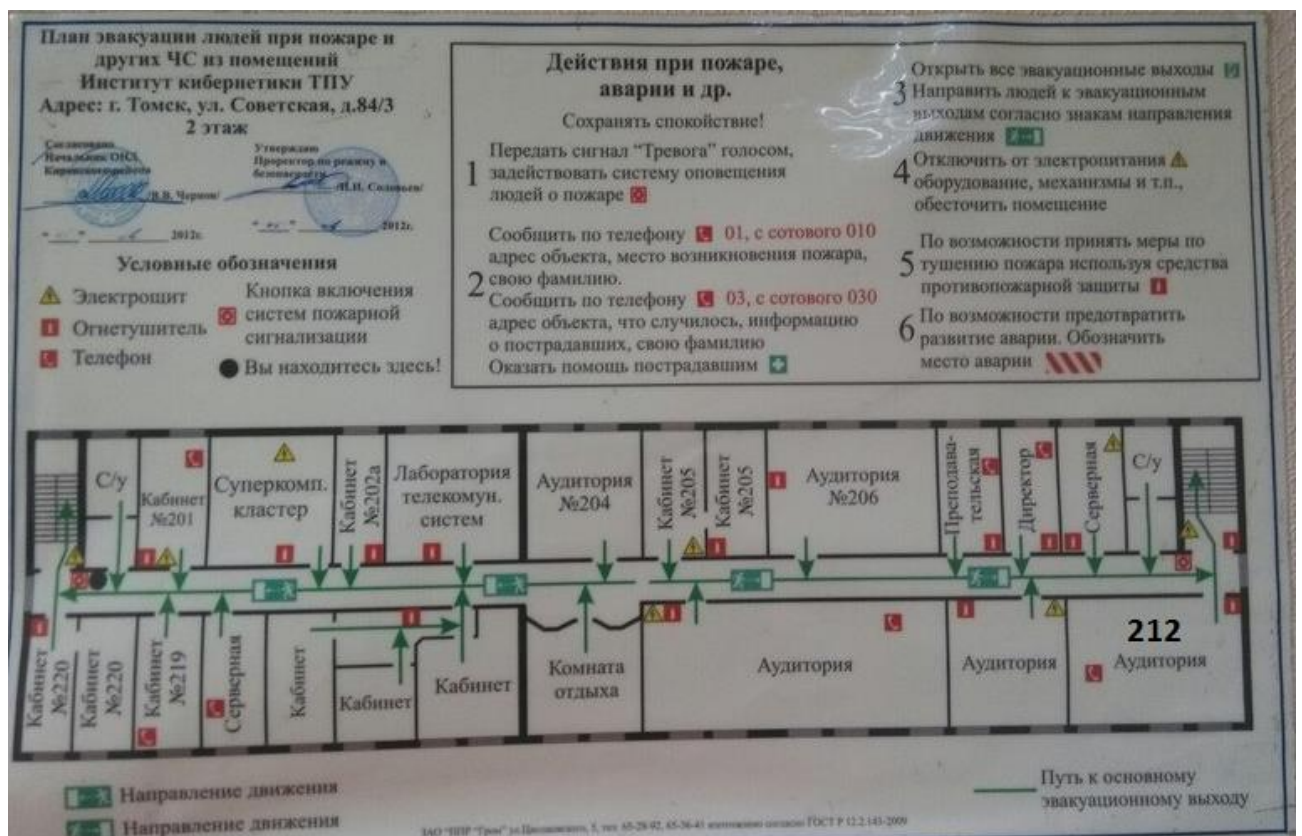 План эвакуации людей при пожаре и
других ЧС из помещений
Институт кибернетики ТПУ
Адрес: г. Томск, ул. Советская, д.84/3
2 этаж
Согласовано
Начальник
/В.В. Чернов/
2012г.
Утверждаю
Проректор по режиму и
безопасности
2012г.
Условные обозначения
Электрощит
Огнетушитель
Телефон
Кнопка включения
систем пожарной
сигнализации
Вы находитесь здесь!
Действия при пожаре,
аварии и др.
Сохранять спокойствие!
1 Передать сигнал “Тревога” голосом,
задействовать систему оповещения
людей о пожаре
2 Сообщить по телефону 01, с сотового 010
адрес объекта, место возникновения пожара,
свою фамилию.
Сообщить по телефону 03, с сотового 030
адрес объекта, что случилось, информацию
о пострадавших, свою фамилию
Оказать помощь пострадавшим
3 Открыть все эвакуационные выходы
Направить людей к эвакуационным
выходам согласно знакам направления
движения
4 Отключить от электропитания
оборудование, механизмы и т.п.,
обесточить помещение
5 По возможности принять меры по
тушению пожара используя средства
противопожарной защиты
6 По возможности предотвратить
развитие аварии. Обозначить
место аварии
С/у
Кабинет
№201
Суперкомп.
кластер
Кабинет
№202а
Лаборатория
телекомун.
систем
Аудитория
№204
Кабинет
№205
Кабинет
№205
Аудитория
№206
Преподава-
тельская
Директор
Серверная
С/у
Кабинет
№220
Кабинет
№220
Кабинет
№219
Серверная
Кабинет
Кабинет
Кабинет
Комната
отдыха
Аудитория
Аудитория
212
Аудитория
Направление движения
Направление движения
Путь к основному
эвакуационному выходу